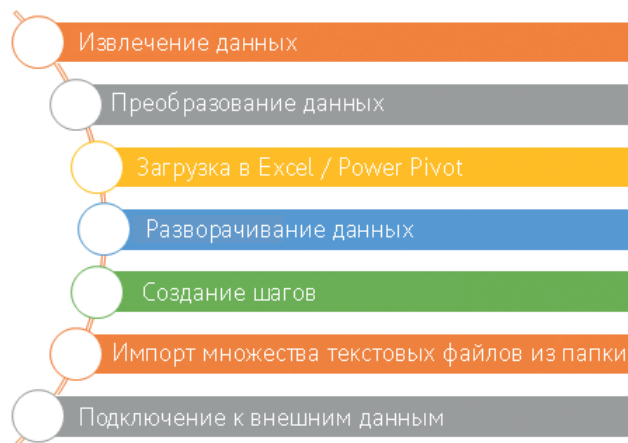 Извлечение данных
Преобразование данных
Загрузка в Excel / Power Pivot
Разворачивание данных
Создание шагов
Импорт множества текстовых файлов из папки
Подключение к внешним данным